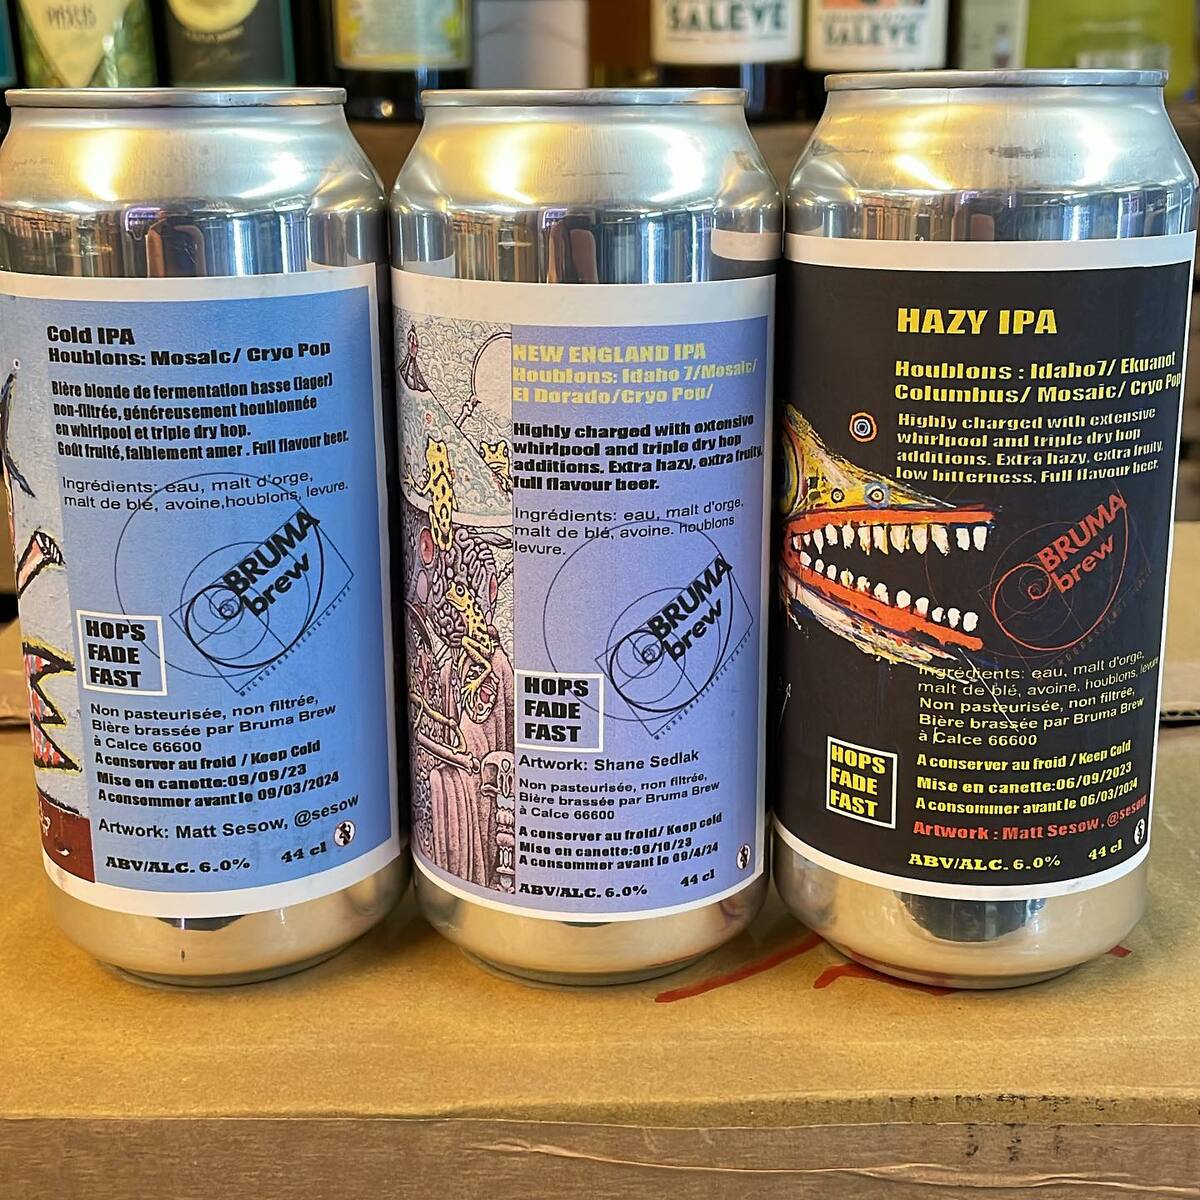 SALÈVE
SALÈVE
Cold IPA
Houblons: Mosaic/ Cryo Pop
Bière blonde de fermentation basse (lager)
non-filtrée, généreusement houblonnée
en whirlpool et triple dry hop.
Goût fruité, faiblement amer . Full flavour beer.
Ingrédients: eau, malt d'orge,
malt de blé, avoine,houblons, levure.
BRUMA
brew
HOPS
FADE
FAST
Non pasteurisée, non filtrée,
Bière brassée par Bruma Brew
à Calce 66600
A conserver au froid / Keep Cold
Mise en canette:09/09/23
A consommer avant le 09/03/2024
Artwork: Matt Sesow, @sesow
ABV/ALC. 6.0% 44 cl
NEW ENGLAND IPA
Houblons: Idaho 7/Mosaic/
El Dorado/Cryo Pop/
Highly charged with extensive
whirlpool and triple dry hop
additions. Extra hazy, extra fruity,
full flavour beer.
Ingrédients: eau, malt d'orge,
malt de blé, avoine. houblons
levure.
BRUMA
brew
HOPS
FADE
FAST
Artwork: Shane Sedlak
Non pasteurisée, non filtrée,
Bière brassée par Bruma Brew
à Calce 66600
A conserver au froid/ Keep cold
Mise en canette:09/10/23
A consommer avant le 09/4/24
ABV/ALC. 6.0% 44 cl
HAZY IPA
Houblons : Idaho7/ Ekuanot
Columbus/ Mosaic/ Cryo Pop
Highly charged with extensive
whirlpool and triple dry hop
additions. Extra hazy, extra fruity,
low bitterness. Full flavour beer.
BRUMA
brew
Ingrédients: eau, malt d'orge,
malt de blé, avoine, houblons, levure
Non pasteurisée, non filtrée,
Bière brassée par Bruma Brew
à Calce 66600
HOPS
FADE
FAST
A conserver au froid / Keep Cold
Mise en canette:06/09/2023
A consommer avant le 06/03/2024
Artwork : Matt Sesow, @sesow
ABV/ALC. 6.0% 44 cl